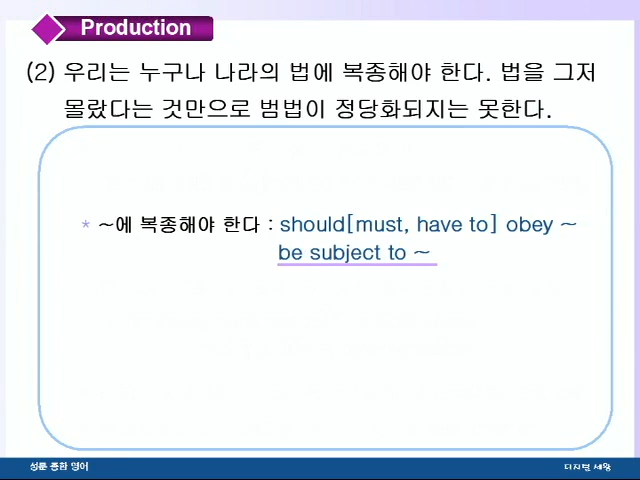 Production
(2) 우리는 누구나 나라의 법에 복종해야 한다. 법을 그저
몰랐다는 것만으로 범법이 정당화되지는 못한다.
* ~에 복종해야 한다 : should[must, have to] obey ~
be subject to ~
성문 종합 영어
디지털 세왕